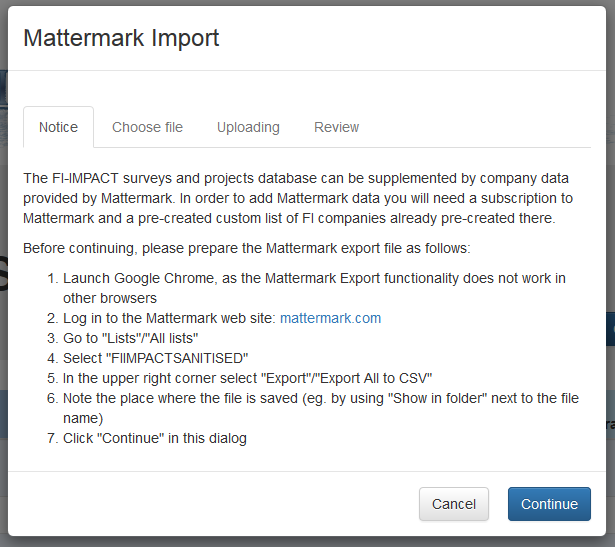 Mattermark Import
Notice
Choose file
Uploading
Review
The FI-IMPACT surveys and projects database can be supplemented by company data
provided by Mattermark. In order to add Mattermark data you will need a subscription to
Mattermark and a pre-created custom list of FI companies already pre-created there.
Before continuing, please prepare the Mattermark export file as follows:
1. Launch Google Chrome, as the Mattermark Export functionality does not work in
other browsers
2. Log in to the Mattermark web site: mattermark.com
3. Go to "Lists"/"All lists"
4. Select "FIIMPACTSANITISED"
5. In the upper right corner select "Export"/"Export All to CSV"
6. Note the place where the file is saved (eg. by using "Show in folder" next to the file
name)
7. Click "Continue" in this dialog
Cancel
Continue